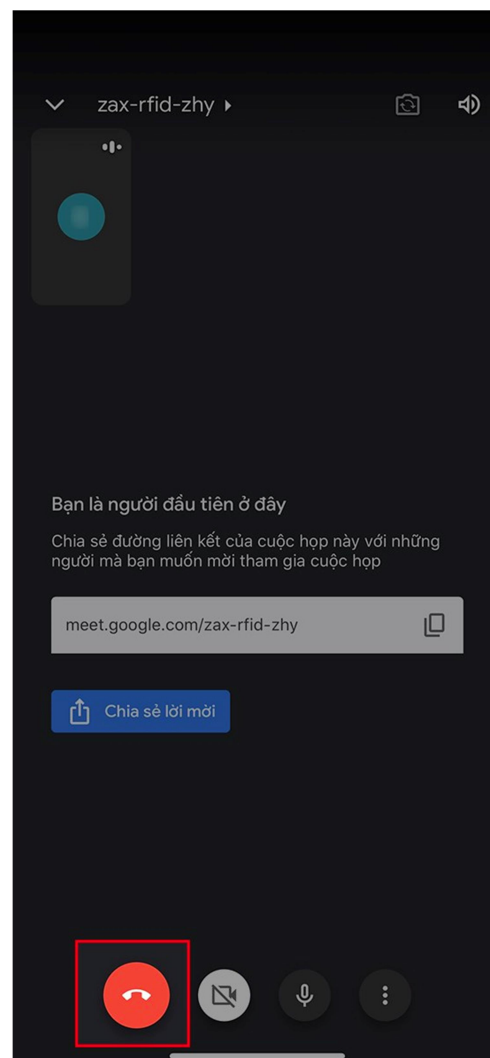 zax-rfid-zhy
Bạn là người đầu tiên ở đây
Chia sẻ đường liên kết của cuộc họp này với những
người mà bạn muốn mời tham gia cuộc họp
meet.google.com/zax-rfid-zhy
Chia sẻ lời mời